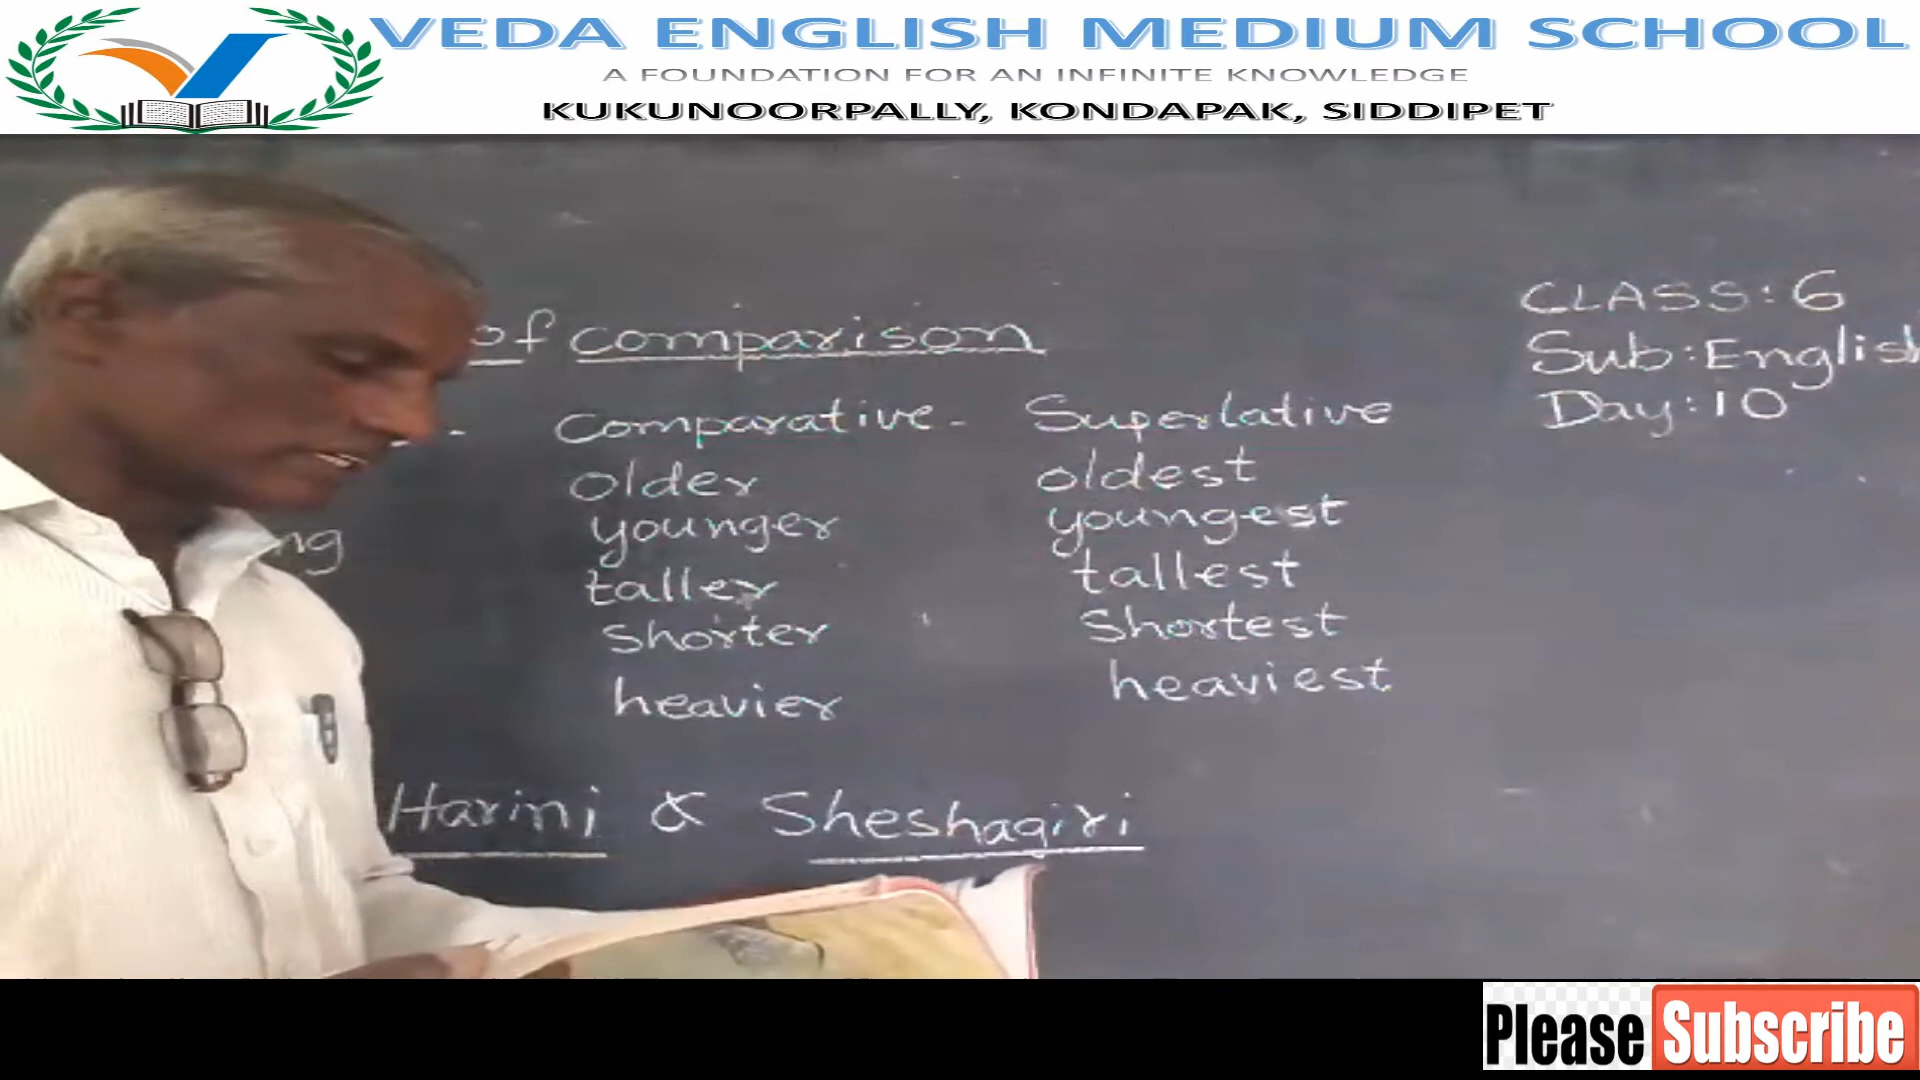 VEDA ENGLISH MEDIUM SCHOOL
A FOUNDATION FOR AN INFINITE KNOWLEDGE
KUKUNOORPALLY, KONDAPAK, SIDDIPET
CLASS: 6
Sub: English
Day: 10
of comparison
- Comparative - Superlative
older oldest
ng younger youngest
taller tallest
shorter Shortest
heavier heaviest
Harini & Sheshagiri
Please Subscribe